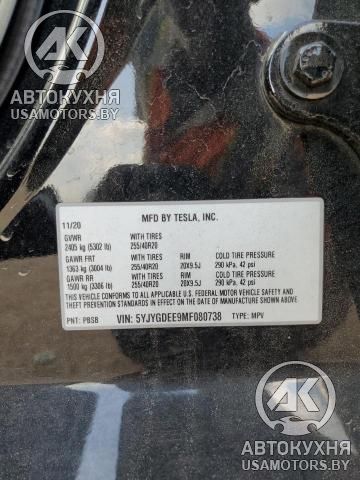 АК
АВТОКУХНЯ
USAMOTORS.BY
11/20 MFD BY TESLA, INC.
GVWR WITH TIRES
2405 kg (5302 lb) 255/40R20
GAWR FRT WITH TIRES RIM COLD TIRE PRESSURE
1363 kg (3004 lb) 255/40R20 20X9.5J 290 kPa, 42 psi
GAWR RR WITH TIRES RIM COLD TIRE PRESSURE
1500 kg (3306 lb) 255/40R20 20X9.5J 290 kPa, 42 psi
THIS VEHICLE CONFORMS TO ALL APPLICABLE U.S. FEDERAL MOTOR VEHICLE
SAFETY, BUMPER, AND THEFT PREVENTION STANDARDS IN EFFECT ON THE
DATE OF MANUFACTURE SHOWN ABOVE.
PNT: PBSB VIN: 5YJYGDEE9MF080738 TYPE: MPV
АК
АВТОКУХНЯ
USAMOTORS.BY